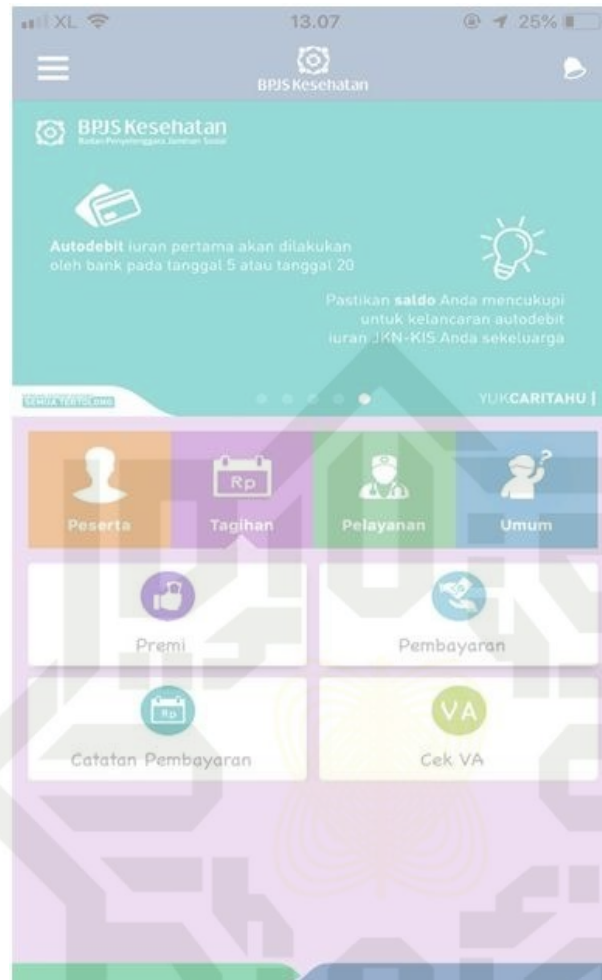 XL 13.07 25%
BPJS Kesehatan
BPJS Kesehatan
Badan Penyelenggara Jaminan Sosial
Autodebit iuran pertama akan dilakukan
oleh bank pada tanggal 5 atau tanggal 20
Pastikan saldo Anda mencukupi
untuk kelancaran autodebit
iuran JKN-KIS Anda sekeluarga
SEMUA TERTOLONG
YUKCARITAHU |
Rp
Peserta Tagihan Pelayanan Umum
Premi Pembayaran
Rp VA
Catatan Pembayaran Cek VA